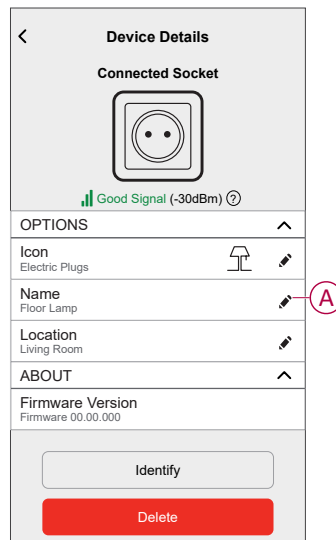 Device Details
Connected Socket
Good Signal (-30dBm) ?
OPTIONS
Icon
Electric Plugs
Name
Floor Lamp
A
Location
Living Room
ABOUT
Firmware Version
Firmware 00.00.000
Identify
Delete